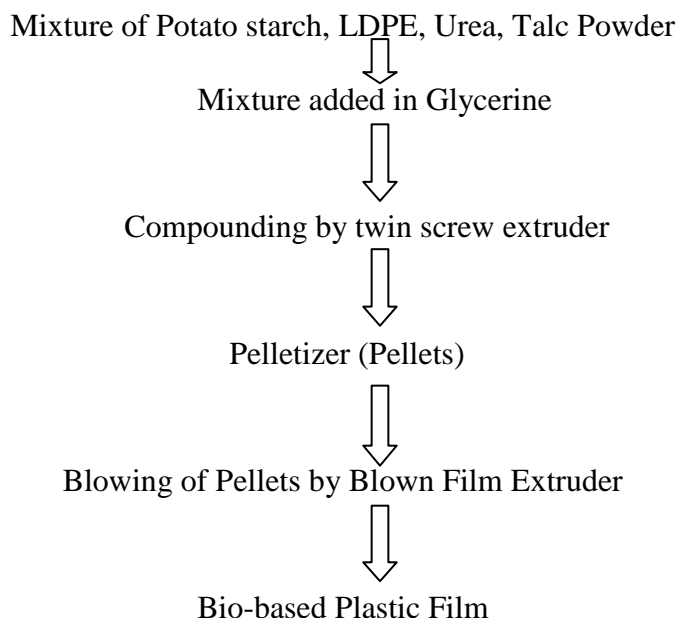 Mixture of Potato starch, LDPE, Urea, Talc Powder
Mixture added in Glycerine
Compounding by twin screw extruder
Pelletizer (Pellets)
Blowing of Pellets by Blown Film Extruder
Bio-based Plastic Film